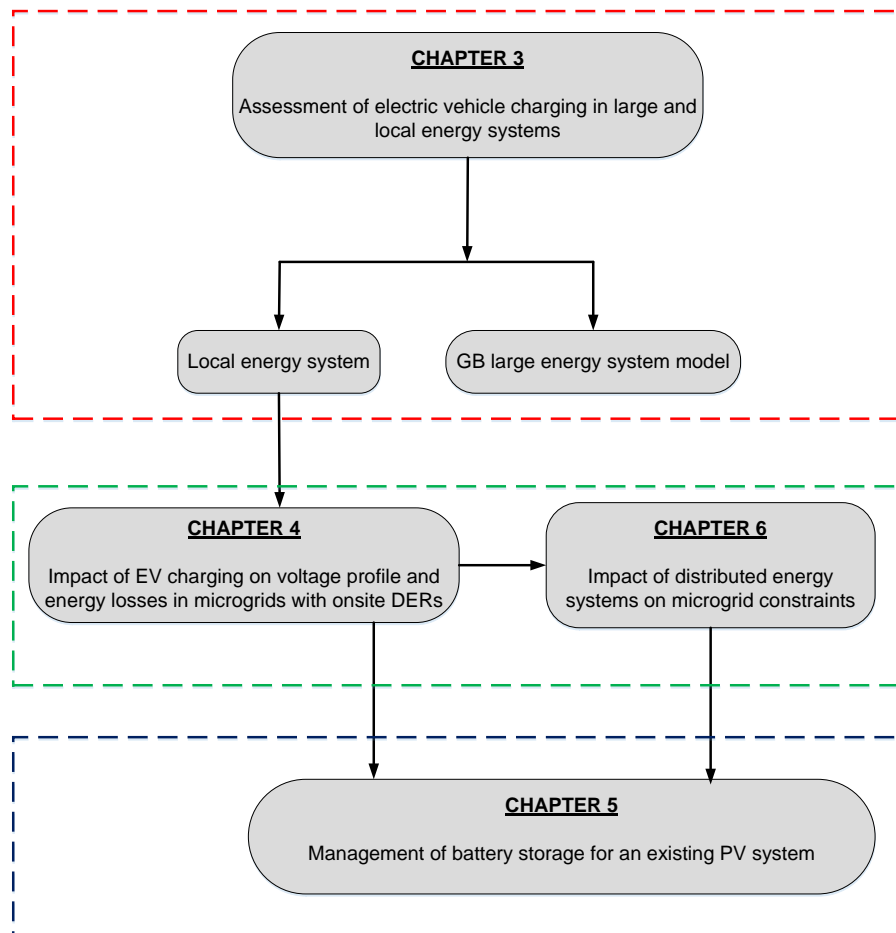 CHAPTER 3
Assessment of electric vehicle charging in large and
local energy systems
Local energy system
GB large energy system model
CHAPTER 4
Impact of EV charging on voltage profile and
energy losses in microgrids with onsite DERs
CHAPTER 6
Impact of distributed energy
systems on microgrid constraints
CHAPTER 5
Management of battery storage for an existing PV system